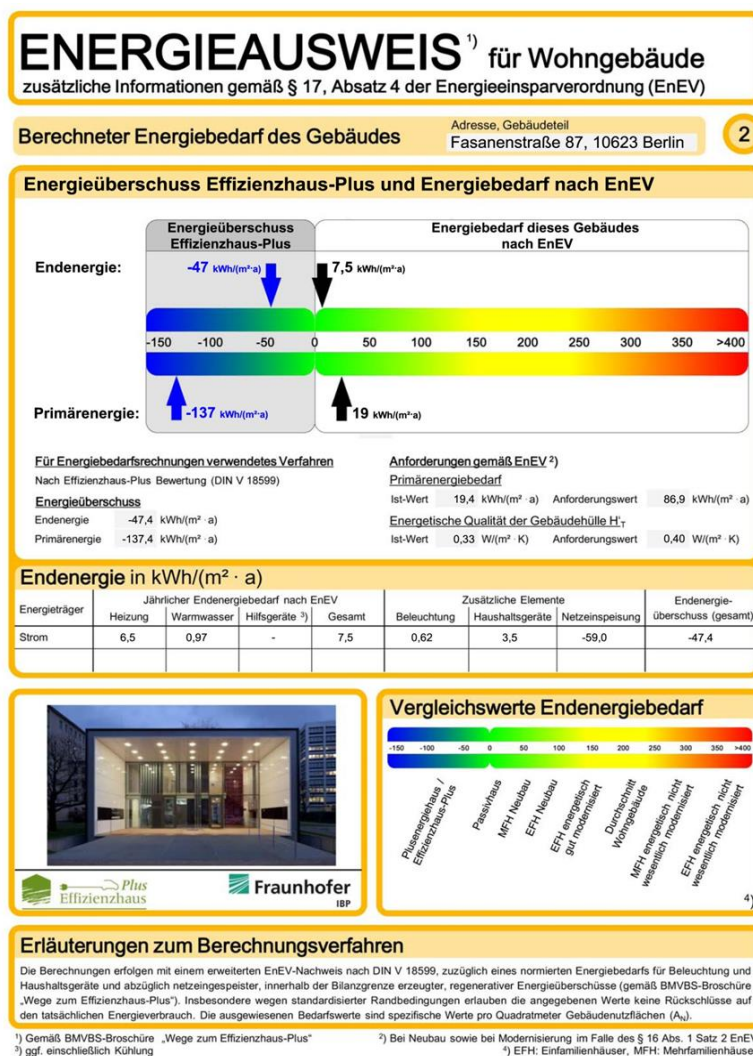 ENERGIEAUSWEIS 1) für Wohngebäude
zusätzliche Informationen gemäß § 17, Absatz 4 der Energieeinsparverordnung (EnEV)
Berechneter Energiebedarf des Gebäudes
Adresse, Gebäudeteil
Fasanenstraße 87, 10623 Berlin
2
Energieüberschuss Effizienzhaus-Plus und Energiebedarf nach EnEV
Energieüberschuss
Effizienzhaus-Plus
Energiebedarf dieses Gebäudes
nach EnEV
Endenergie:
-47 kWh/(m²·a)
7,5 kWh/(m²·a)
-150 -100 -50 0 50 100 150 200 250 300 350 >400
Primärenergie:
-137 kWh/(m²·a)
19 kWh/(m²·a)
Für Energiebedarfsrechnungen verwendetes Verfahren
Nach Effizienzhaus-Plus Bewertung (DIN V 18599)
Energieüberschuss
Endenergie -47,4 kWh/(m² · a)
Primärenergie -137,4 kWh/(m² · a)
Anforderungen gemäß EnEV 2)
Primärenergiebedarf
Ist-Wert 19,4 kWh/(m² · a) Anforderungswert 86,9 kWh/(m² · a)
Energetische Qualität der Gebäudehülle H'T
Ist-Wert 0,33 W/(m² · K) Anforderungswert 0,40 W/(m² · K)
Endenergie in kWh/(m² · a)
Energieträger
Jährlicher Endenergiebedarf nach EnEV
Heizung Warmwasser Hilfsgeräte 3) Gesamt
Zusätzliche Elemente
Beleuchtung Haushaltsgeräte Netzeinspeisung
Endenergie-
überschuss (gesamt)
Strom 6,5 0,97 - 7,5 0,62 3,5 -59,0 -47,4
Plus
Effizienzhaus
Fraunhofer
IBP
Vergleichswerte Endenergiebedarf
-150 -100 -50 0 50 100 150 200 250 300 350 >400
Plusenergiehaus /
Effizienzhaus-Plus
Passivhaus
MFH Neubau
EFH Neubau
EFH energetisch
gut modernisiert
Durchschnitt
Wohngebäude
MFH energetisch nicht
wesentlich modernisiert
EFH energetisch nicht
wesentlich modernisiert
4)
Erläuterungen zum Berechnungsverfahren
Die Berechnungen erfolgen mit einem erweiterten EnEV-Nachweis nach DIN V 18599, zuzüglich eines normierten Energiebedarfs für Beleuchtung und
Haushaltsgeräte und abzüglich netzeingespeister, innerhalb der Bilanzgrenze erzeugter, regenerativer Energieüberschüsse (gemäß BMVBS-Broschüre
„Wege zum Effizienzhaus-Plus"). Insbesondere wegen standardisierter Randbedingungen erlauben die angegebenen Werte keine Rückschlüsse auf
den tatsächlichen Energieverbrauch. Die ausgewiesenen Bedarfswerte sind spezifische Werte pro Quadratmeter Gebäudenutzflächen (AN).
1) Gemäß BMVBS-Broschüre „Wege zum Effizienzhaus-Plus"
2) Bei Neubau sowie bei Modernisierung im Falle des § 16 Abs. 1 Satz 2 EnEV
3) ggf. einschließlich Kühlung
4) EFH: Einfamilienhäuser, MFH: Mehrfamilienhäuser